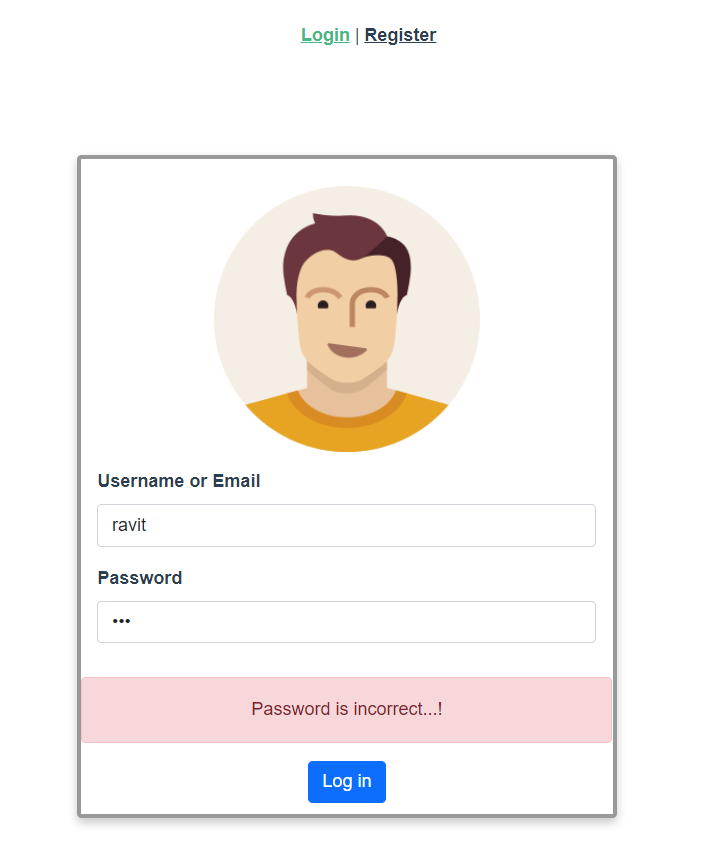 Login | Register
Username or Email
ravit
Password
•••
Password is incorrect...!
Log in